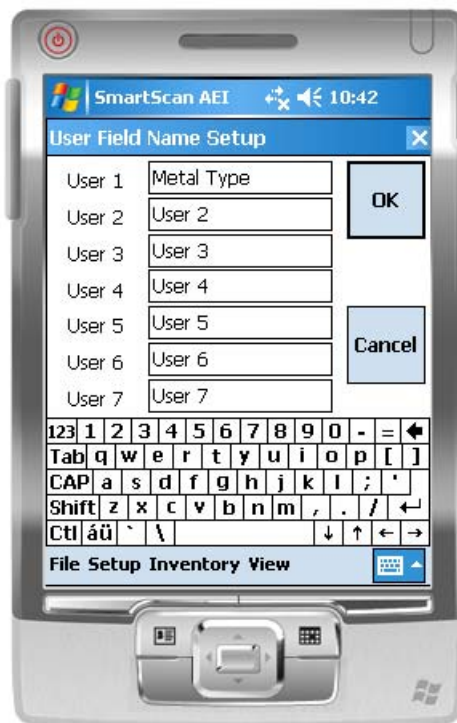 SmartScan AEI 10:42
User Field Name Setup
User 1 Metal Type
OK
User 2 User 2
User 3 User 3
User 4 User 4
User 5 User 5
Cancel
User 6 User 6
User 7 User 7
123 1 2 3 4 5 6 7 8 9 0 - =
Tab q w e r t y u i o p [ ]
CAP a s d f g h j k l ; '
Shift z x c v b n m , . /
Ctl áü ` \
File Setup Inventory View